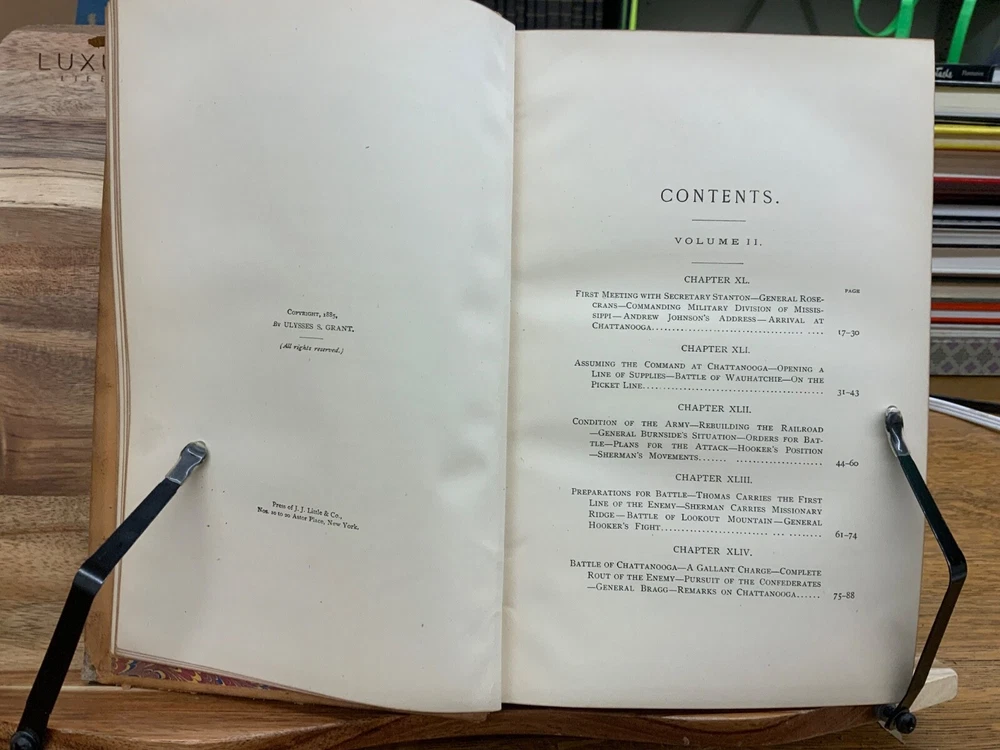 COPYRIGHT, 1885,
BY ULYSSES S. GRANT.
(All rights reserved.)
Press of J. J. Little & Co.,
Nos. 10 to 20 Astor Place, New York.
CONTENTS.
VOLUME II.
CHAPTER XL.
PAGE
FIRST MEETING WITH SECRETARY STANTON—GENERAL ROSE-
CRANS—COMMANDING MILITARY DIVISION OF MISSIS-
SIPPI—ANDREW JOHNSON'S ADDRESS—ARRIVAL AT
CHATTANOOGA.......................................... .... 17-30
CHAPTER XLI.
ASSUMING THE COMMAND AT CHATTANOOGA—OPENING A
LINE OF SUPPLIES—BATTLE OF WAUHATCHIE—ON THE
PICKET LINE............................................. 31-43
CHAPTER XLII.
CONDITION OF THE ARMY—REBUILDING THE RAILROAD
—GENERAL BURNSIDE'S SITUATION—ORDERS FOR BAT-
TLE—PLANS FOR THE ATTACK—HOOKER'S POSITION
—SHERMAN'S MOVEMENTS....... ...................... 44-60
CHAPTER XLIII.
PREPARATIONS FOR BATTLE—THOMAS CARRIES THE FIRST
LINE OF THE ENEMY—SHERMAN CARRIES MISSIONARY
RIDGE—BATTLE OF LOOKOUT MOUNTAIN—GENERAL
HOOKER'S FIGHT........................... ... ........ 61-74
CHAPTER XLIV.
BATTLE OF CHATTANOOGA—A GALLANT CHARGE—COMPLETE
ROUT OF THE ENEMY—PURSUIT OF THE CONFEDERATES
—GENERAL BRAGG—REMARKS ON CHATTANOOGA...... 75-88